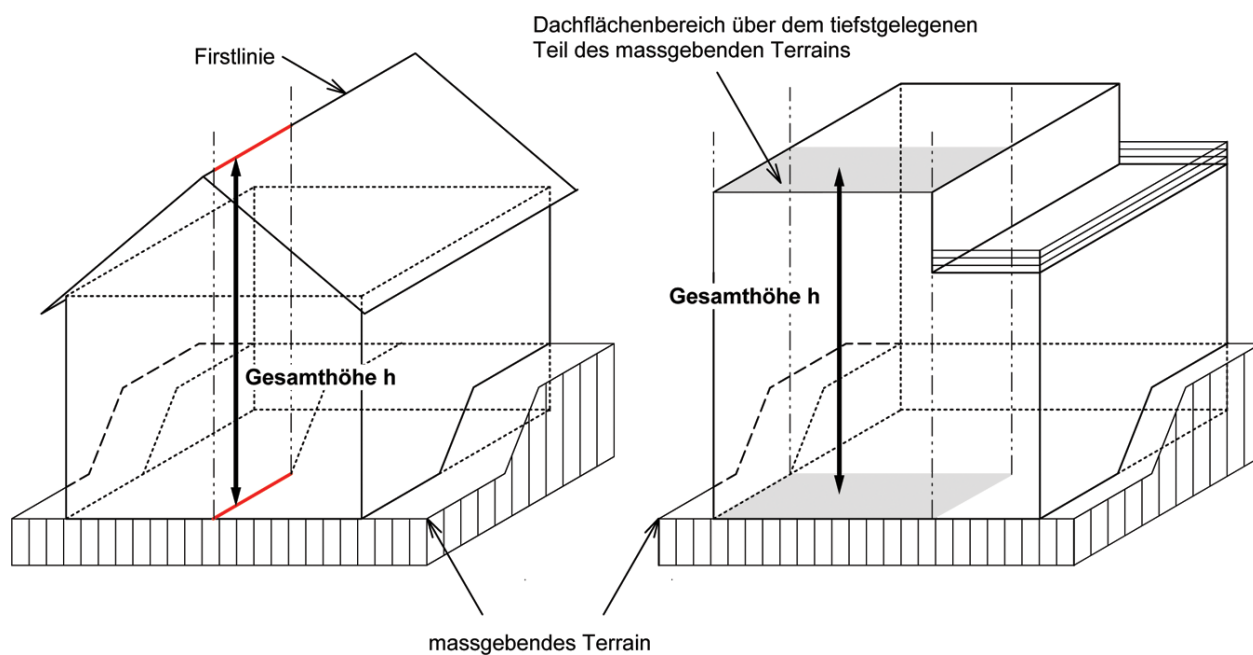 Dachflächenbereich über dem tiefstgelegenen
Teil des massgebenden Terrains
Firstlinie
Gesamthöhe h
Gesamthöhe h
massgebendes Terrain